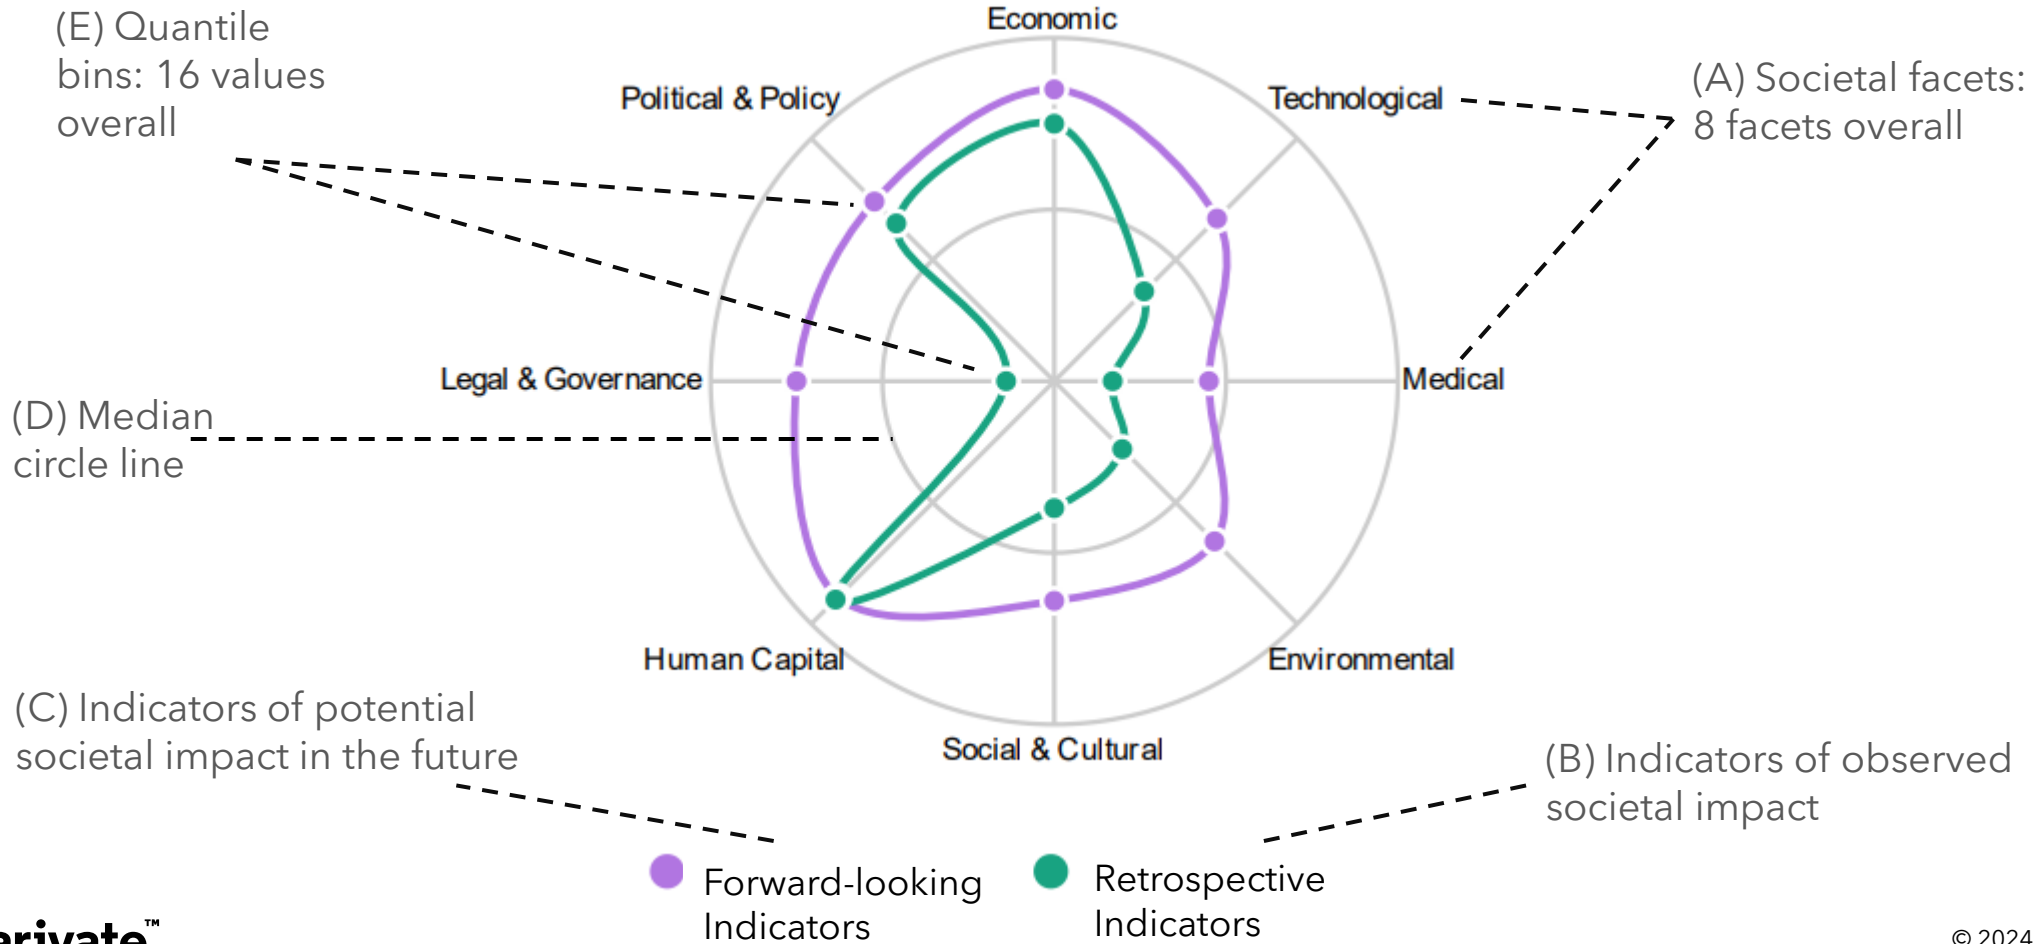 (E) Quantile
bins: 16 values
overall
Economic
Political & Policy
Technological
(A) Societal facets:
8 facets overall
Legal & Governance
Medical
(D) Median
circle line
Human Capital
Environmental
(C) Indicators of potential
societal impact in the future
Social & Cultural
(B) Indicators of observed
societal impact
Forward-looking
Indicators
Retrospective
Indicators
arivate™
© 2024